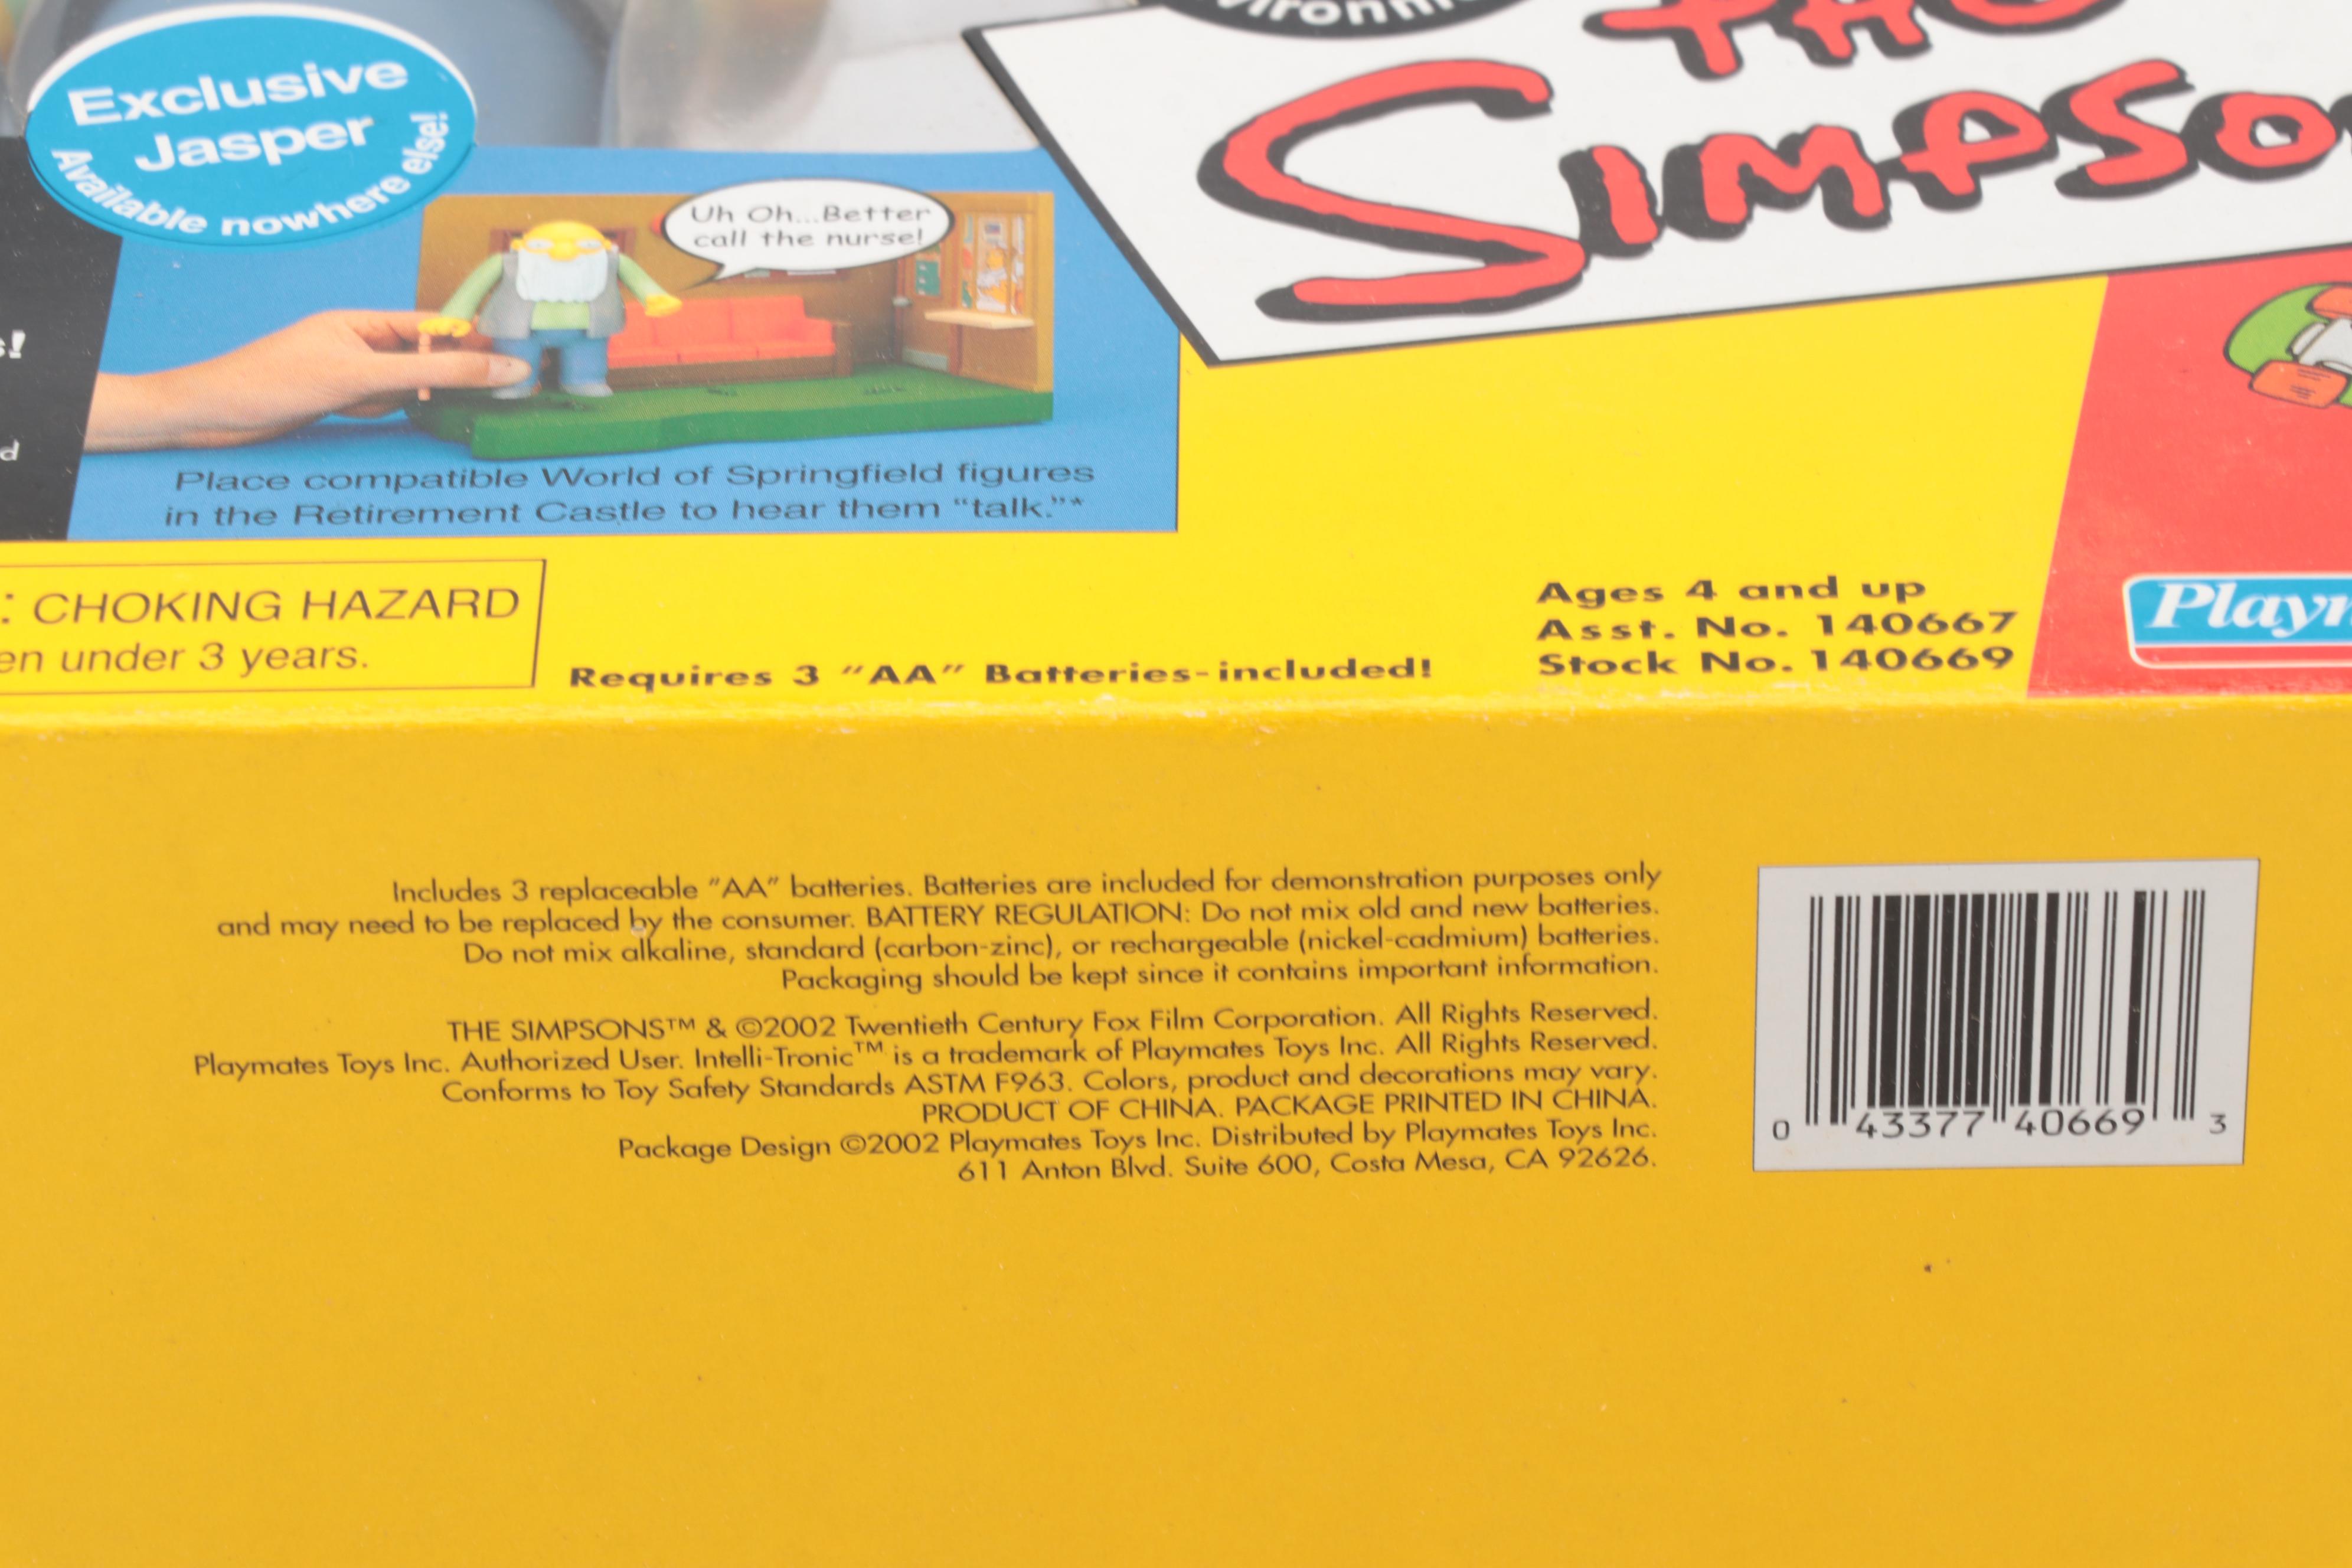 THE
SIMPSO
Exclusive
Jasper
Available nowhere else!
Uh Oh...Better
call the nurse!
Place compatible World of Springfield figures
in the Retirement Castle to hear them “talk.”*
: CHOKING HAZARD
under 3 years.
Requires 3 “AA” Batteries-included!
Ages 4 and up
Asst. No. 140667
Stock No. 140669
Includes 3 replaceable "AA" batteries. Batteries are included for demonstration purposes only
and may need to be replaced by the consumer. BATTERY REGULATION: Do not mix old and new batteries.
Do not mix alkaline, standard (carbon-zinc), or rechargeable (nickel-cadmium) batteries.
Packaging should be kept since it contains important information.
THE SIMPSONS™ & ©2002 Twentieth Century Fox Film Corporation. All Rights Reserved.
Playmates Toys Inc. Authorized User. Intelli-Tronic™ is a trademark of Playmates Toys Inc. All Rights Reserved.
Conforms to Toy Safety Standards ASTM F963. Colors, product and decorations may vary.
PRODUCT OF CHINA. PACKAGE PRINTED IN CHINA.
Package Design ©2002 Playmates Toys Inc. Distributed by Playmates Toys Inc.
611 Anton Blvd. Suite 600, Costa Mesa, CA 92626.
0 43377 40669 3